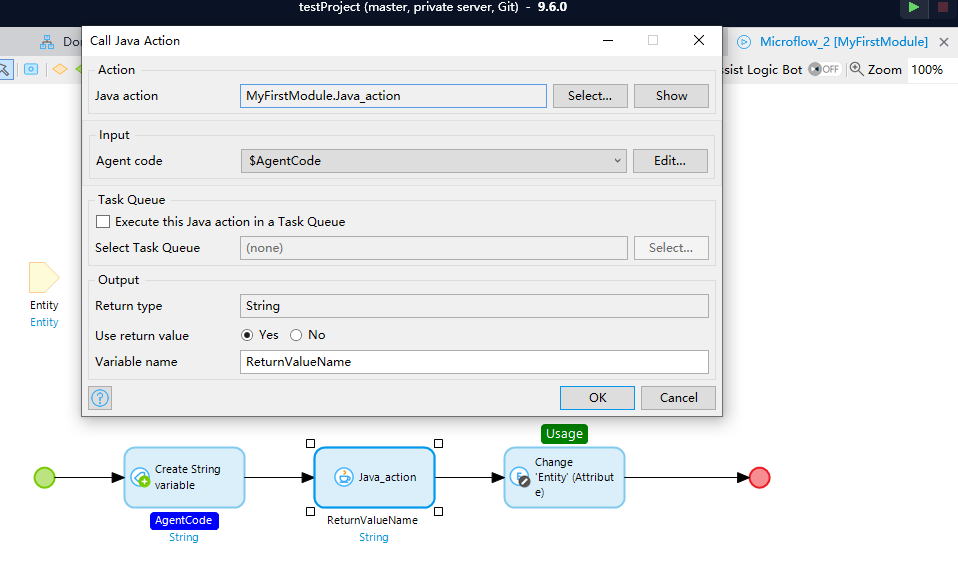 testProject (master, private server, Git) - 9.6.0
Do
Microflow_2 [MyFirstModule]
sist Logic Bot OFF Zoom 100%
Call Java Action
Action
Java action MyFirstModule.Java_action Select... Show
Input
Agent code $AgentCode Edit...
Task Queue
Execute this Java action in a Task Queue
Select Task Queue (none) Select...
Output
Return type String
Use return value Yes No
Variable name ReturnValueName
? OK Cancel
Entity
Entity
Create String
variable
AgentCode
String
Java_action
ReturnValueName
String
Usage
Change
'Entity' (Attribut
e)